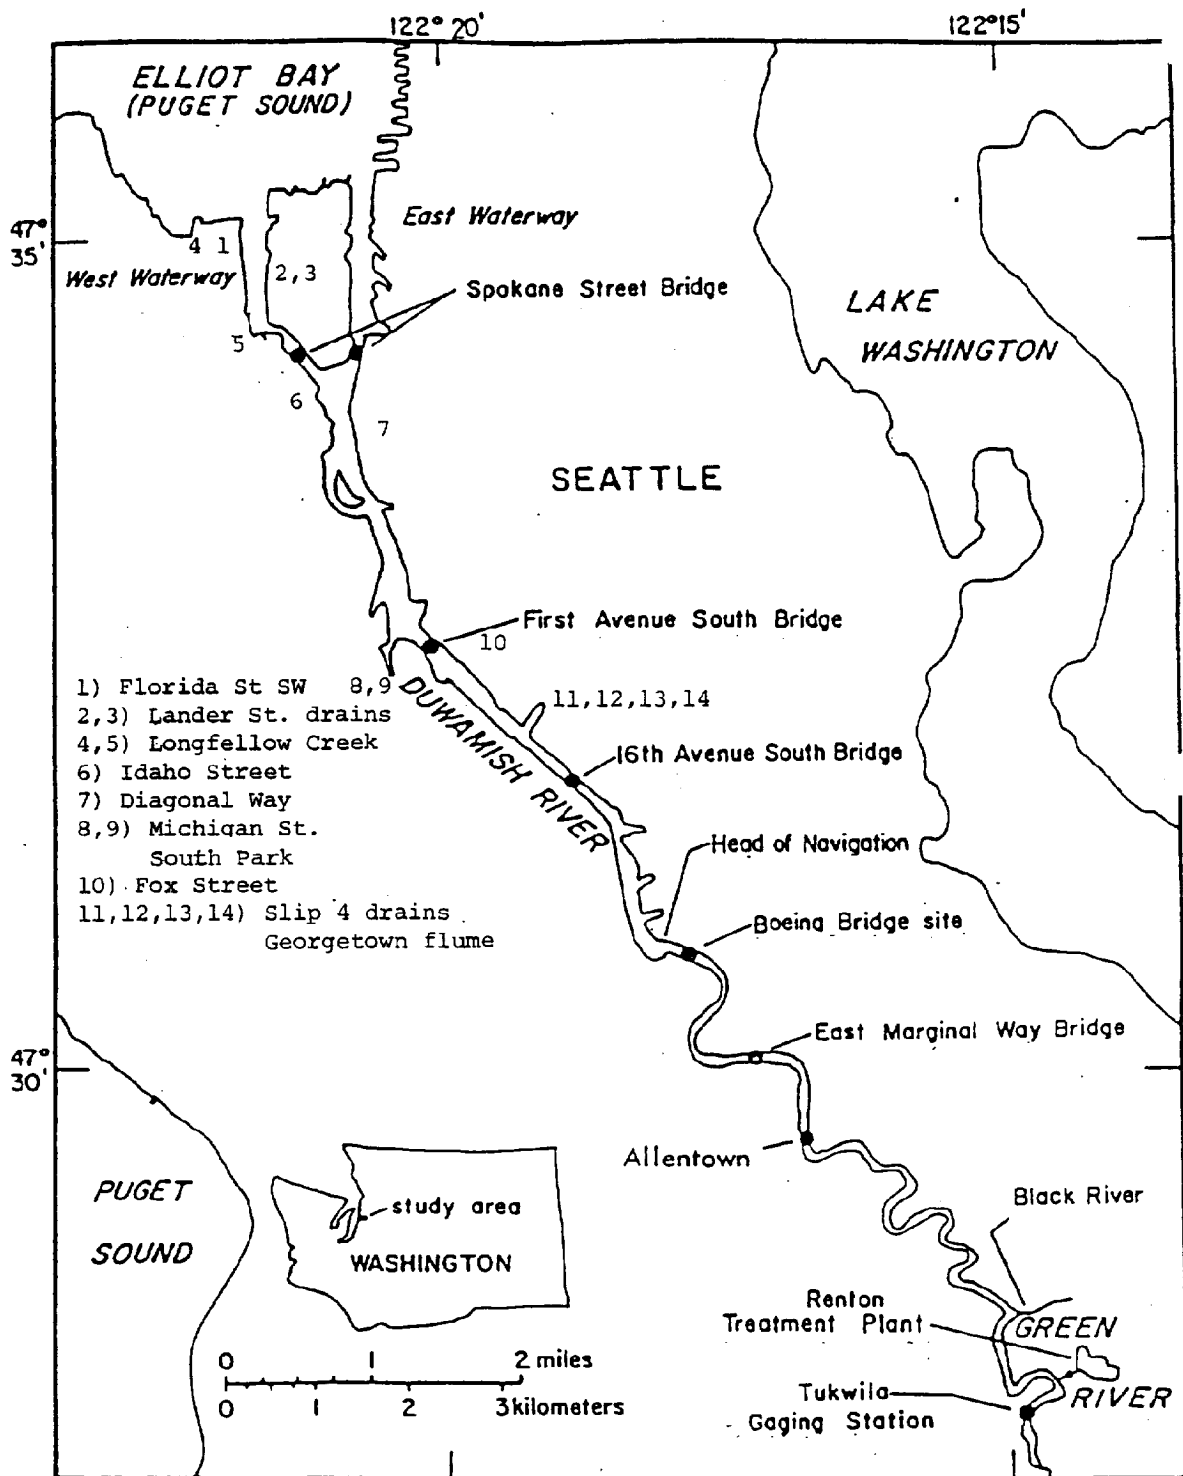 122° 20'
122° 15'
ELLIOT BAY
(PUGET SOUND)
East Waterway
47°
35'
4 1
West Waterway
2,3
Spokane Street Bridge
LAKE
WASHINGTON
5
6
7
SEATTLE
First Avenue South Bridge
10
1) Florida St SW
8,9
2,3) Lander St. drains
4,5) Longfellow Creek
6) Idaho Street
7) Diagonal Way
8,9) Michigan St.
South Park
10) Fox Street
11,12,13,14) Slip 4 drains
Georgetown flume
DUWAMISH RIVER
11,12,13,14
16th Avenue South Bridge
Head of Navigation
Boeing Bridge site
East Marginal Way Bridge
47°
30'
Allentown
PUGET
SOUND
study area
WASHINGTON
Black River
Renton
Treatment Plant
GREEN
RIVER
Tukwila
Gaging Station
0 1 2 miles
0 1 2 3 kilometers